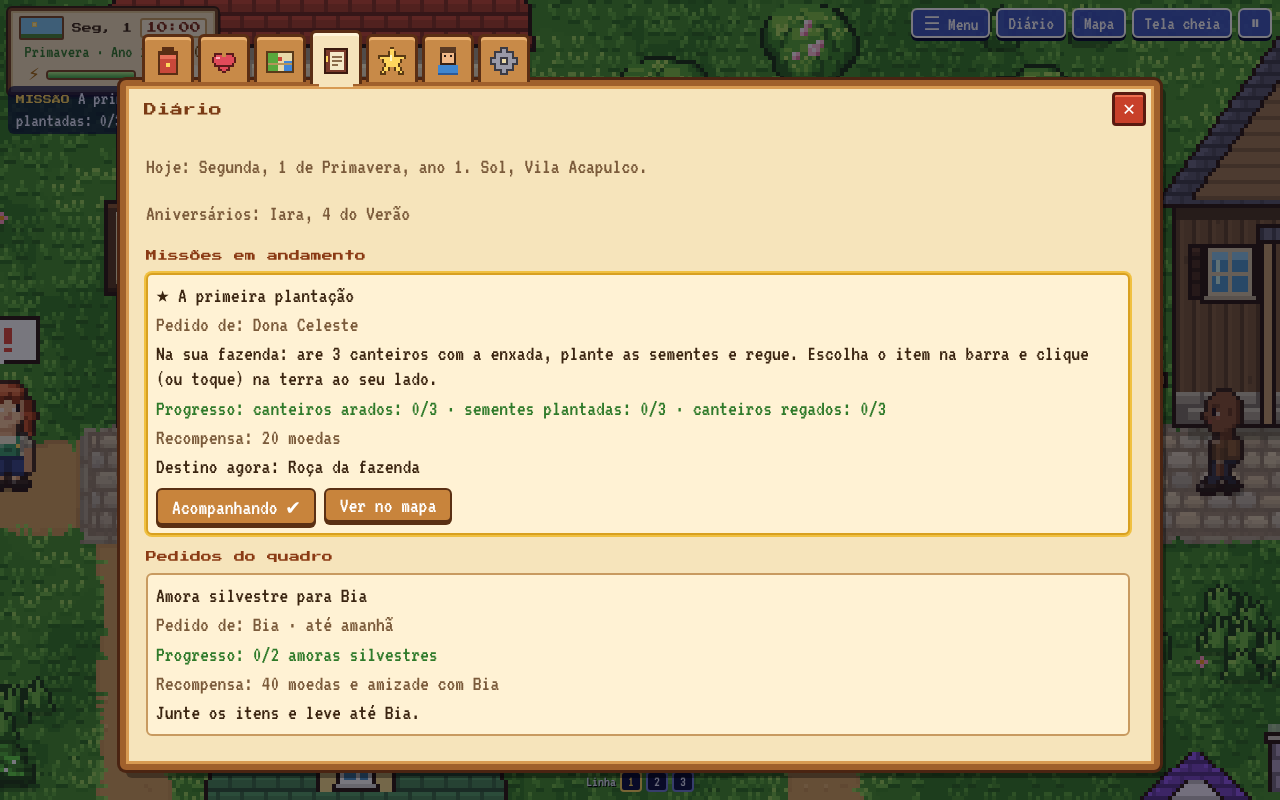 Seg, 1 10:00
Primavera · Ano
MISSÃO A pri
plantadas: 0/3
☰ Menu
Diário
Mapa
Tela cheia
Diário
Hoje: Segunda, 1 de Primavera, ano 1. Sol, Vila Acapulco.
Aniversários: Iara, 4 do Verão
Missões em andamento
★ A primeira plantação
Pedido de: Dona Celeste
Na sua fazenda: are 3 canteiros com a enxada, plante as sementes e regue. Escolha o item na barra e clique
(ou toque) na terra ao seu lado.
Progresso: canteiros arados: 0/3 · sementes plantadas: 0/3 · canteiros regados: 0/3
Recompensa: 20 moedas
Destino agora: Roça da fazenda
Acompanhando ✔
Ver no mapa
Pedidos do quadro
Amora silvestre para Bia
Pedido de: Bia · até amanhã
Progresso: 0/2 amoras silvestres
Recompensa: 40 moedas e amizade com Bia
Junte os itens e leve até Bia.
Linha 1 2 3